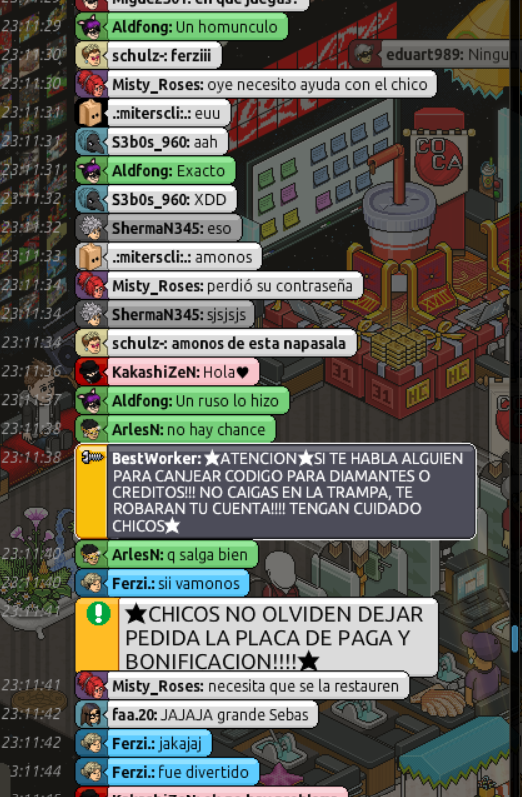 23:11:29 Aldfong: Un homunculo
23:11:30 schulz-: ferziii
eduart989: Ningu
23:11:30 Misty_Roses: oye necesito ayuda con el chico
23:11:31 .:miterscli:.: euu
23:11:31 S3b0s_960: aah
23:11:31 Aldfong: Exacto
23:11:32 S3b0s_960: XDD
23:11:32 ShermaN345: eso
23:11:33 .:miterscli:.: amonos
23:11:34 Misty_Roses: perdió su contraseña
23:11:34 ShermaN345: sjsjsjs
23:11:34 schulz-: amonos de esta napasala
23:11:36 KakashiZeN: Hola♥
23:11:37 Aldfong: Un ruso lo hizo
23:11:38 ArlesN: no hay chance
23:11:38 BestWorker: ★ATENCION★SI TE HABLA ALGUIEN
PARA CANJEAR CODIGO PARA DIAMANTES O
CREDITOS!!! NO CAIGAS EN LA TRAMPA, TE
ROBARAN TU CUENTA!!!! TENGAN CUIDADO
CHICOS★
23:11:40 ArlesN: q salga bien
23:11:40 Ferzi.: sii vamonos
23:11:41 ★CHICOS NO OLVIDEN DEJAR
PEDIDA LA PLACA DE PAGA Y
BONIFICACION!!!!★
23:11:41 Misty_Roses: necesita que se la restauren
23:11:42 faa.20: JAJAJA grande Sebas
23:11:42 Ferzi.: jakajaj
23:11:44 Ferzi.: fue divertido
COCA
31
31
HC
HC